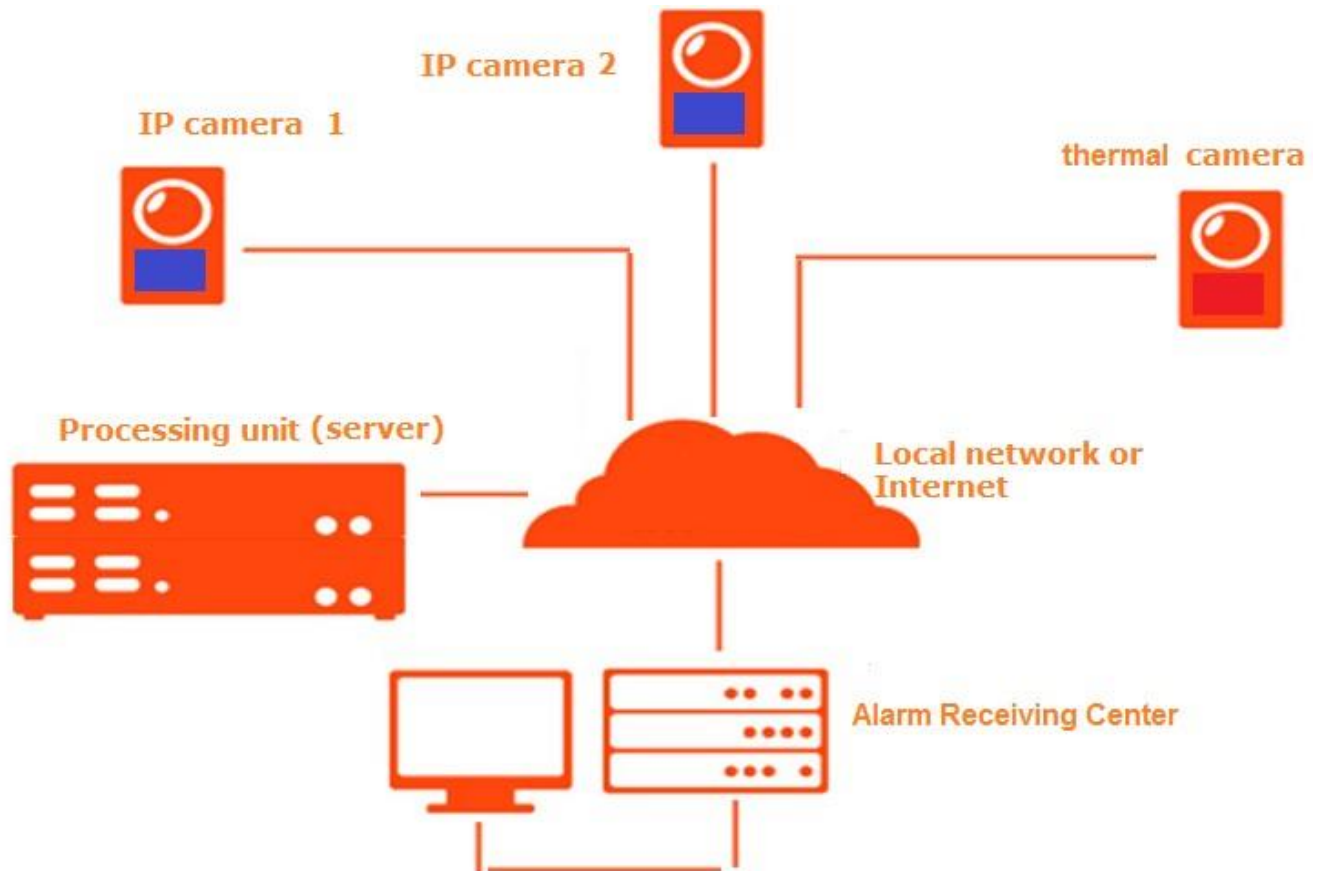 IP camera 2
IP camera 1
thermal camera
Processing unit (server)
Local network or
Internet
Alarm Receiving Center